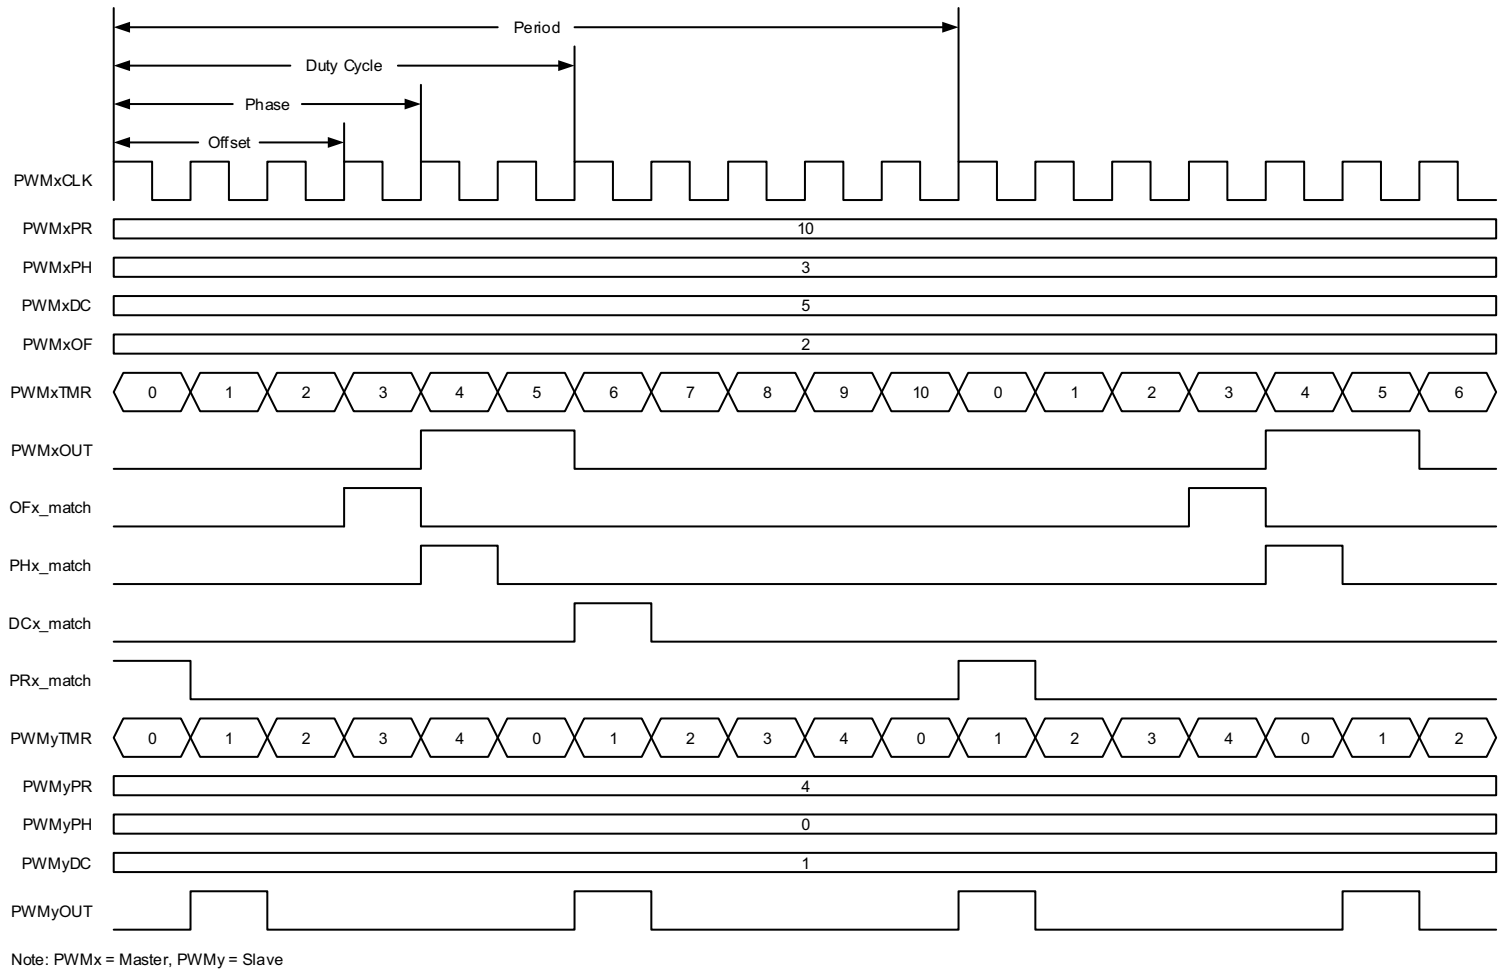 Period
Duty Cycle
Phase
Offset
PWMxCLK
PWMxPR 10
PWMxPH 3
PWMxDC 5
PWMxOF 2
PWMxTMR 0 1 2 3 4 5 6 7 8 9 10 0 1 2 3 4 5 6
PWMxOUT
OFx_match
PHx_match
DCx_match
PRx_match
PWMyTMR 0 1 2 3 4 0 1 2 3 4 0 1 2 3 4 0 1 2
PWMyPR 4
PWMyPH 0
PWMyDC 1
PWMyOUT
Note: PWMx = Master, PWMy = Slave